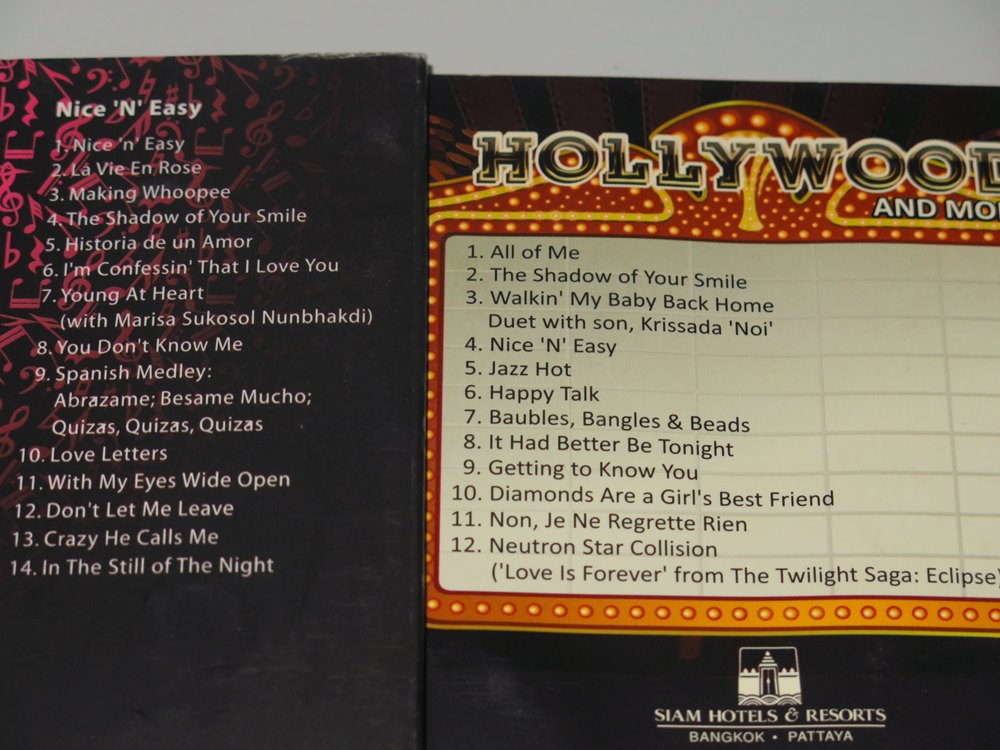 Nice 'N' Easy
1. Nice 'n' Easy
2. La Vie En Rose
3. Making Whoopee
4. The Shadow of Your Smile
5. Historia de un Amor
6. I'm Confessin' That I Love You
7. Young At Heart
(with Marisa Sukosol Nunbhakdi)
8. You Don't Know Me
9. Spanish Medley:
Abrazame; Besame Mucho;
Quizas, Quizas, Quizas
10. Love Letters
11. With My Eyes Wide Open
12. Don't Let Me Leave
13. Crazy He Calls Me
14. In The Still of The Night
HOLLYWOOD
AND MO
1. All of Me
2. The Shadow of Your Smile
3. Walkin' My Baby Back Home
Duet with son, Krissada 'Noi'
4. Nice 'N' Easy
5. Jazz Hot
6. Happy Talk
7. Baubles, Bangles & Beads
8. It Had Better Be Tonight
9. Getting to Know You
10. Diamonds Are a Girl's Best Friend
11. Non, Je Ne Regrette Rien
12. Neutron Star Collision
('Love Is Forever' from The Twilight Saga: Eclipse)
SIAM HOTELS & RESORTS
BANGKOK • PATTAYA